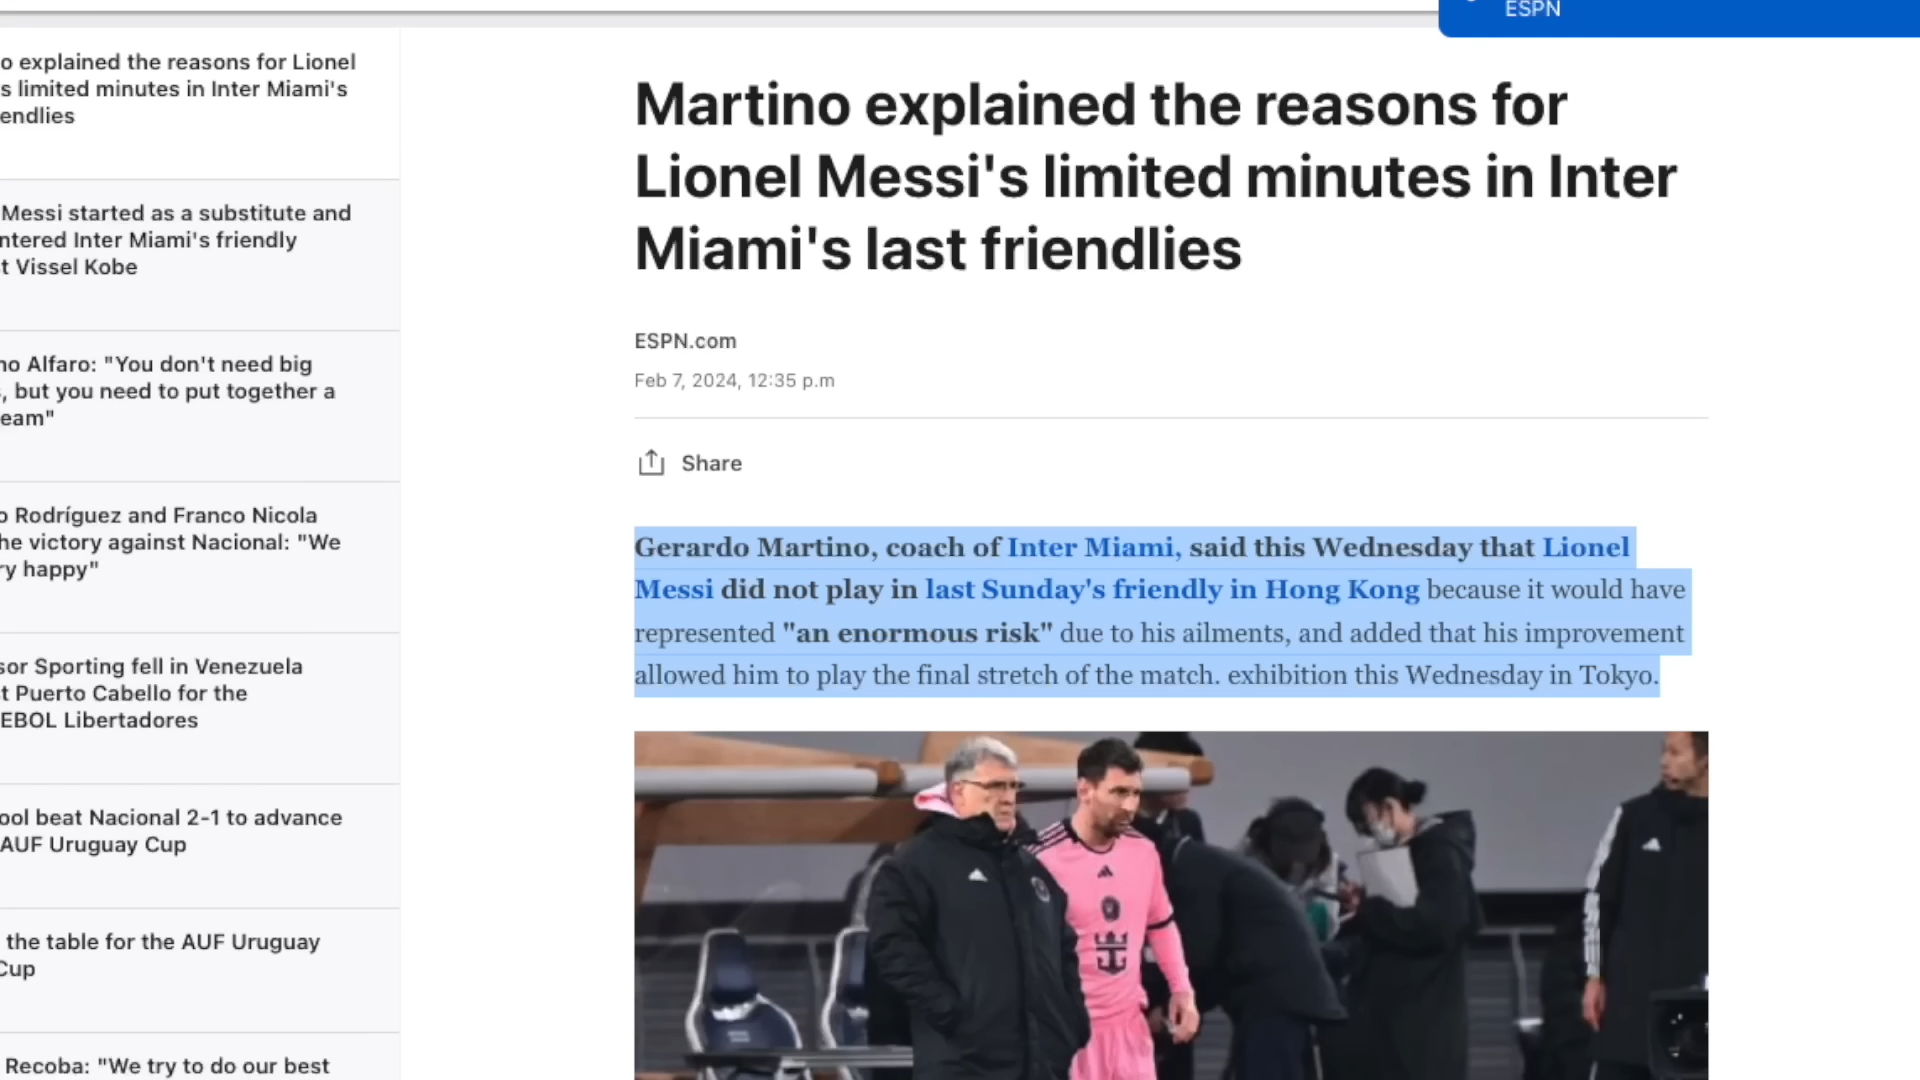 ESPN
o explained the reasons for Lionel
s limited minutes in Inter Miami's
endlies
Messi started as a substitute and
ntered Inter Miami's friendly
t Vissel Kobe
no Alfaro: "You don't need big
, but you need to put together a
eam"
o Rodríguez and Franco Nicola
he victory against Nacional: "We
ry happy"
sor Sporting fell in Venezuela
t Puerto Cabello for the
EBOL Libertadores
ool beat Nacional 2-1 to advance
AUF Uruguay Cup
the table for the AUF Uruguay
Cup
Recoba: "We try to do our best
Martino explained the reasons for
Lionel Messi's limited minutes in Inter
Miami's last friendlies
ESPN.com
Feb 7, 2024, 12:35 p.m
Share
Gerardo Martino, coach of Inter Miami, said this Wednesday that Lionel
Messi did not play in last Sunday's friendly in Hong Kong because it would have
represented "an enormous risk" due to his ailments, and added that his improvement
allowed him to play the final stretch of the match. exhibition this Wednesday in Tokyo.